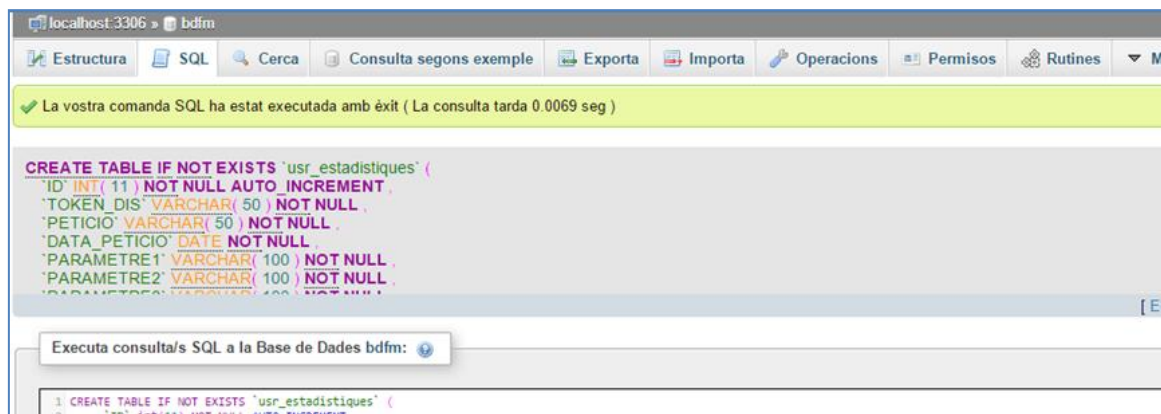 localhost:3306 » bdfm
Estructura SQL Cerca Consulta segons exemple Exporta Importa Operacions Permisos Rutines M
La vostra comanda SQL ha estat executada amb èxit ( La consulta tarda 0.0069 seg )
CREATE TABLE IF NOT EXISTS `usr_estadistiques` (
`ID` INT( 11 ) NOT NULL AUTO_INCREMENT ,
`TOKEN_DIS` VARCHAR( 50 ) NOT NULL ,
`PETICIO` VARCHAR( 50 ) NOT NULL ,
`DATA_PETICIO` DATE NOT NULL ,
`PARAMETRE1` VARCHAR( 100 ) NOT NULL ,
`PARAMETRE2` VARCHAR( 100 ) NOT NULL ,
[ E
Executa consulta/s SQL a la Base de Dades bdfm:
1 CREATE TABLE IF NOT EXISTS `usr_estadistiques` (